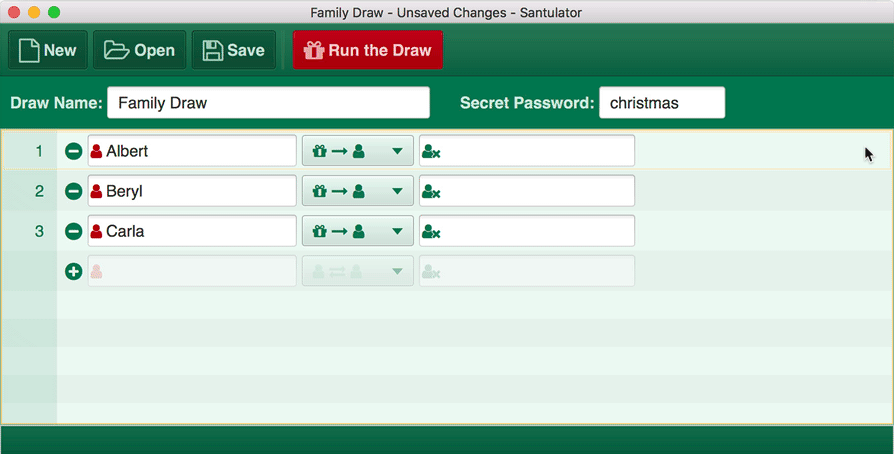 Family Draw - Unsaved Changes - Santulator
New Open Save Run the Draw
Draw Name: Family Draw Secret Password: christmas
1 Albert
2 Beryl
3 Carla